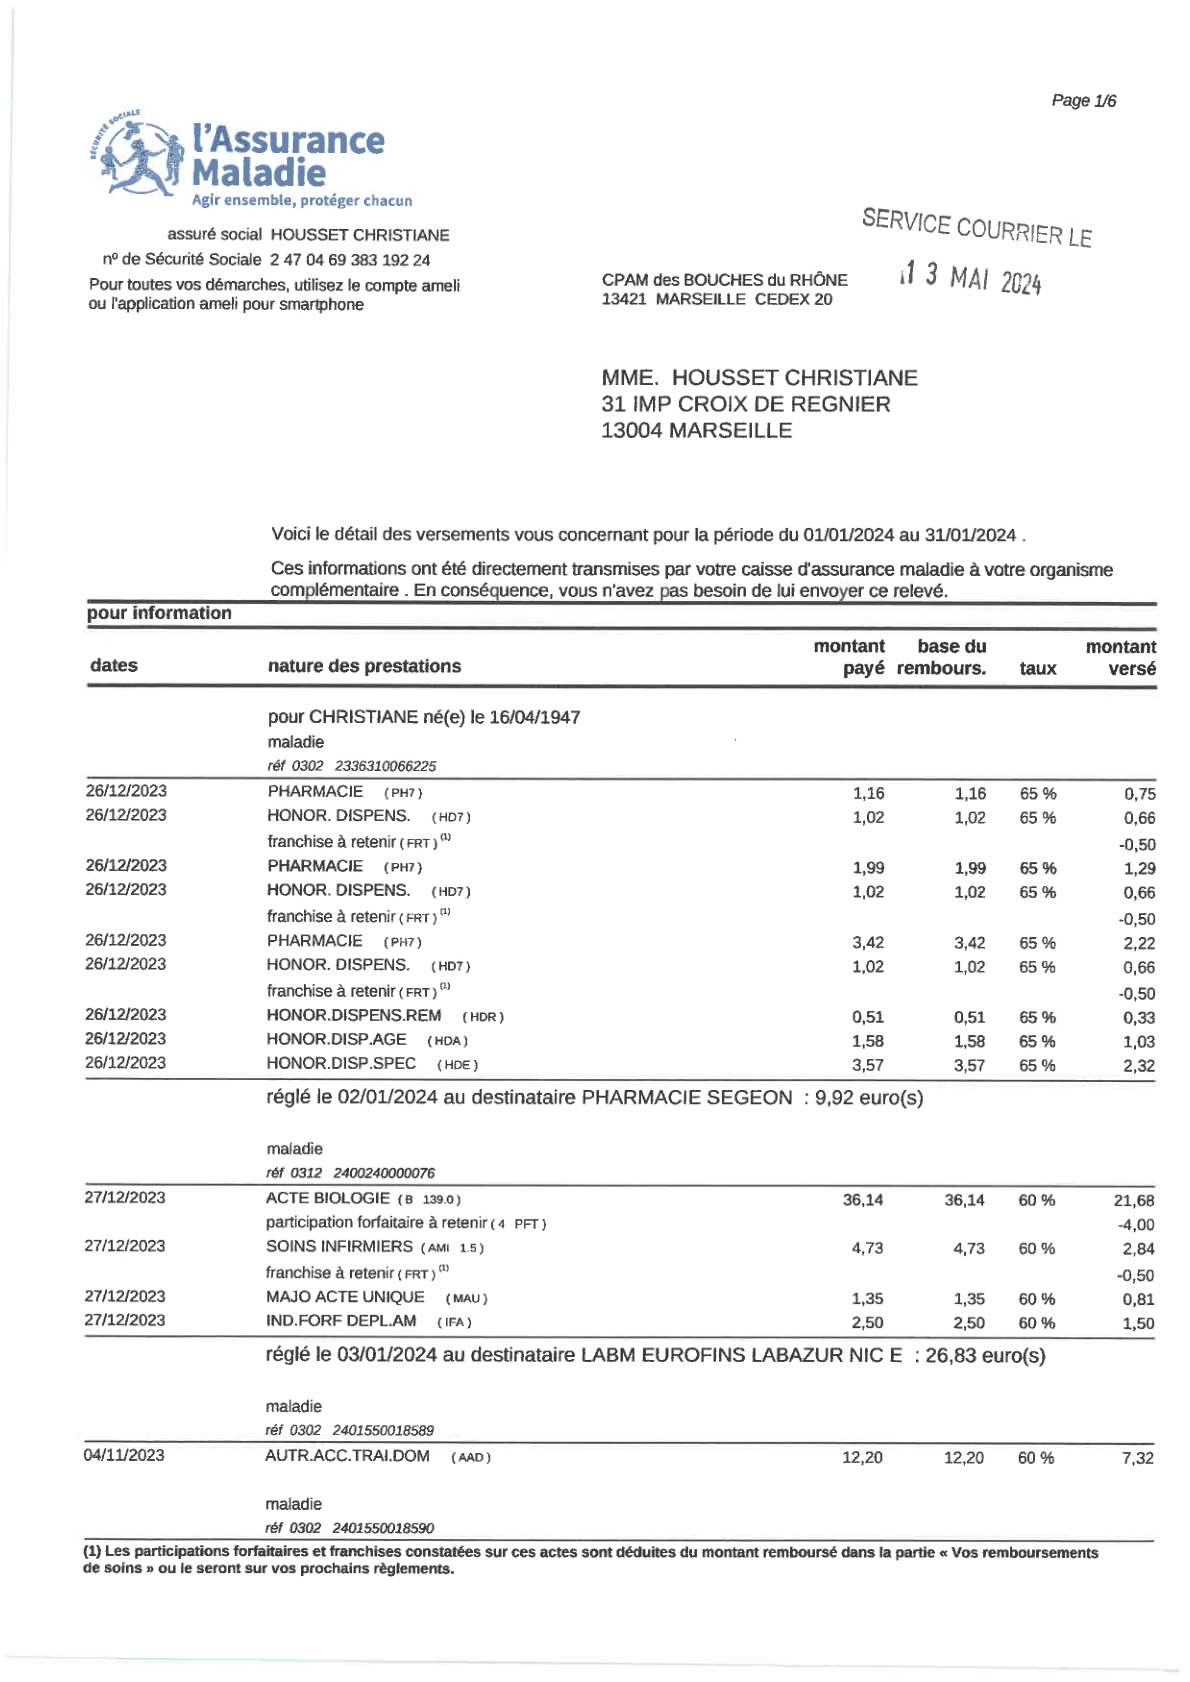 Page 1/6
SÉCURITÉ SOCIALE
l'Assurance
Maladie
Agir ensemble, protéger chacun
assuré social HOUSSET CHRISTIANE
nº de Sécurité Sociale 2 47 04 69 383 192 24
Pour toutes vos démarches, utilisez le compte ameli
ou l'application ameli pour smartphone
SERVICE COURRIER LE
13 MAI 2024
CPAM des BOUCHES du RHÔNE
13421 MARSEILLE CEDEX 20
MME. HOUSSET CHRISTIANE
31 IMP CROIX DE REGNIER
13004 MARSEILLE
Voici le détail des versements vous concernant pour la période du 01/01/2024 au 31/01/2024 .
Ces informations ont été directement transmises par votre caisse d'assurance maladie à votre organisme
complémentaire . En conséquence, vous n'avez pas besoin de lui envoyer ce relevé.
pour information
dates nature des prestations montant payé base du rembours. taux montant versé
pour CHRISTIANE né(e) le 16/04/1947
maladie
réf 0302 2336310066225
26/12/2023 PHARMACIE (PH7) 1,16 1,16 65 % 0,75
26/12/2023 HONOR. DISPENS. (HD7) 1,02 1,02 65 % 0,66
franchise à retenir (FRT) (1) -0,50
26/12/2023 PHARMACIE (PH7) 1,99 1,99 65 % 1,29
26/12/2023 HONOR. DISPENS. (HD7) 1,02 1,02 65 % 0,66
franchise à retenir (FRT) (1) -0,50
26/12/2023 PHARMACIE (PH7) 3,42 3,42 65 % 2,22
26/12/2023 HONOR. DISPENS. (HD7) 1,02 1,02 65 % 0,66
franchise à retenir (FRT) (1) -0,50
26/12/2023 HONOR.DISPENS.REM (HDR) 0,51 0,51 65 % 0,33
26/12/2023 HONOR.DISP.AGE (HDA) 1,58 1,58 65 % 1,03
26/12/2023 HONOR.DISP.SPEC (HDE) 3,57 3,57 65 % 2,32
réglé le 02/01/2024 au destinataire PHARMACIE SEGEON : 9,92 euro(s)
maladie
réf 0312 2400240000076
27/12/2023 ACTE BIOLOGIE (B 139.0) 36,14 36,14 60 % 21,68
participation forfaitaire à retenir (4 PFT) -4,00
27/12/2023 SOINS INFIRMIERS (AMI 1.5) 4,73 4,73 60 % 2,84
franchise à retenir (FRT) (1) -0,50
27/12/2023 MAJO ACTE UNIQUE (MAU) 1,35 1,35 60 % 0,81
27/12/2023 IND.FORF DEPL.AM (IFA) 2,50 2,50 60 % 1,50
réglé le 03/01/2024 au destinataire LABM EUROFINS LABAZUR NIC E : 26,83 euro(s)
maladie
réf 0302 2401550018589
04/11/2023 AUTR.ACC.TRAI.DOM (AAD) 12,20 12,20 60 % 7,32
maladie
réf 0302 2401550018590
(1) Les participations forfaitaires et franchises constatées sur ces actes sont déduites du montant remboursé dans la partie « Vos remboursements
de soins » ou le seront sur vos prochains règlements.